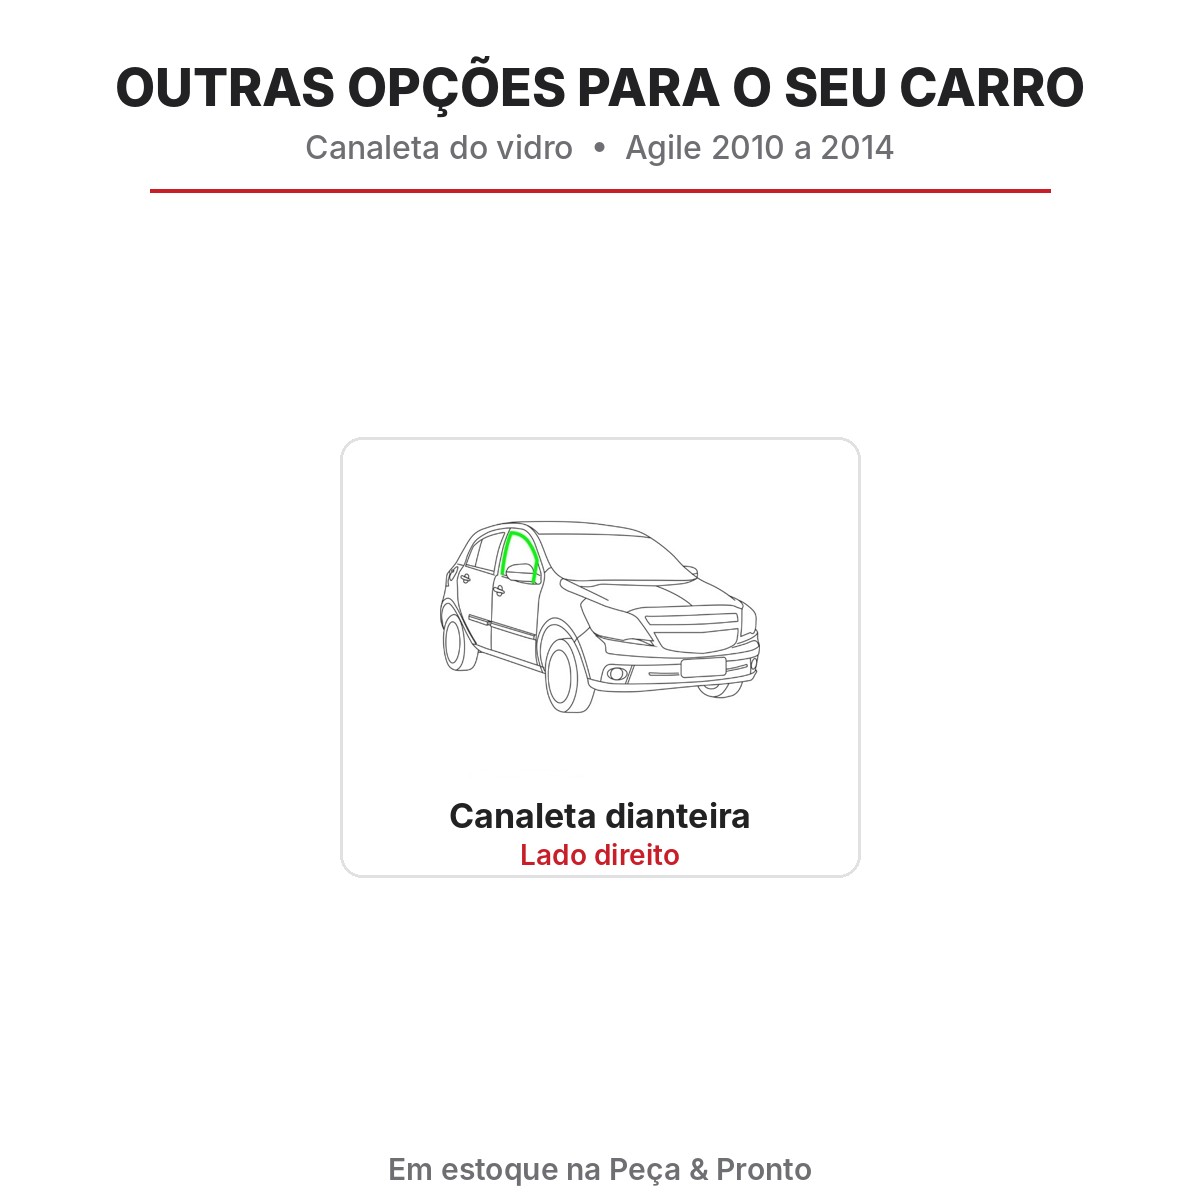 OUTRAS OPÇÕES PARA O SEU CARRO
Canaleta do vidro • Agile 2010 a 2014
Canaleta dianteira
Lado direito
Em estoque na Peça & Pronto